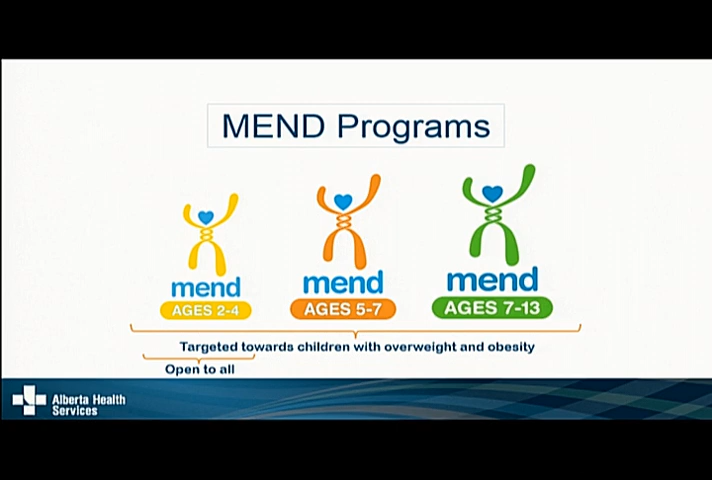 MEND Programs
mend mend mend
AGES 2-4 AGES 5-7 AGES 7-13
Targeted towards children with overweight and obesity
Open to all
Alberta Health
Services